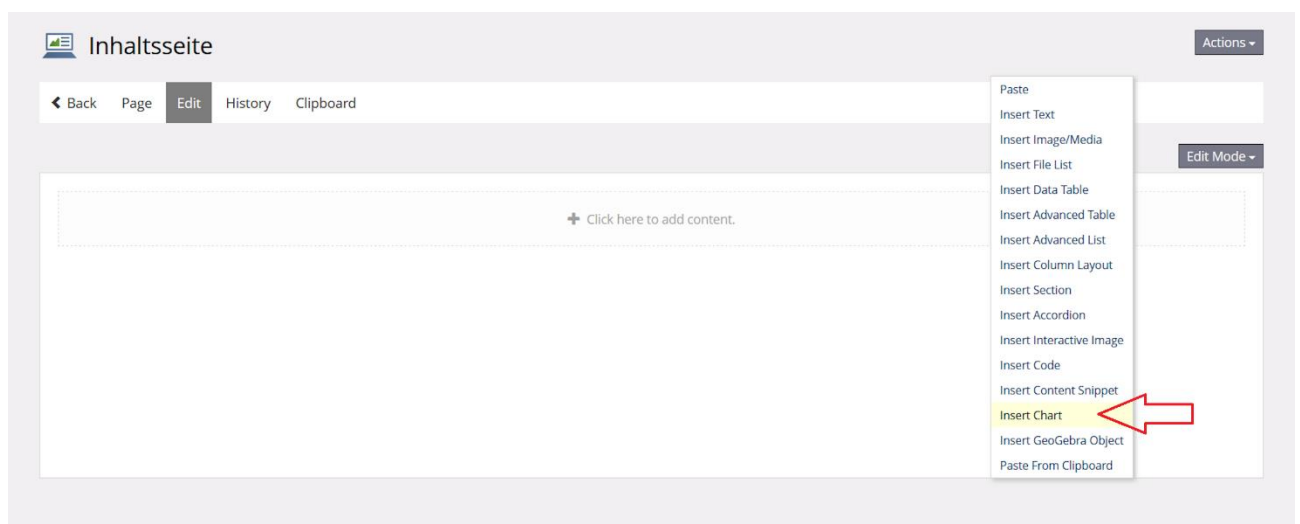 Inhaltsseite
Actions
Back Page Edit History Clipboard
Edit Mode
Click here to add content.
Paste
Insert Text
Insert Image/Media
Insert File List
Insert Data Table
Insert Advanced Table
Insert Advanced List
Insert Column Layout
Insert Section
Insert Accordion
Insert Interactive Image
Insert Code
Insert Content Snippet
Insert Chart
Insert GeoGebra Object
Paste From Clipboard